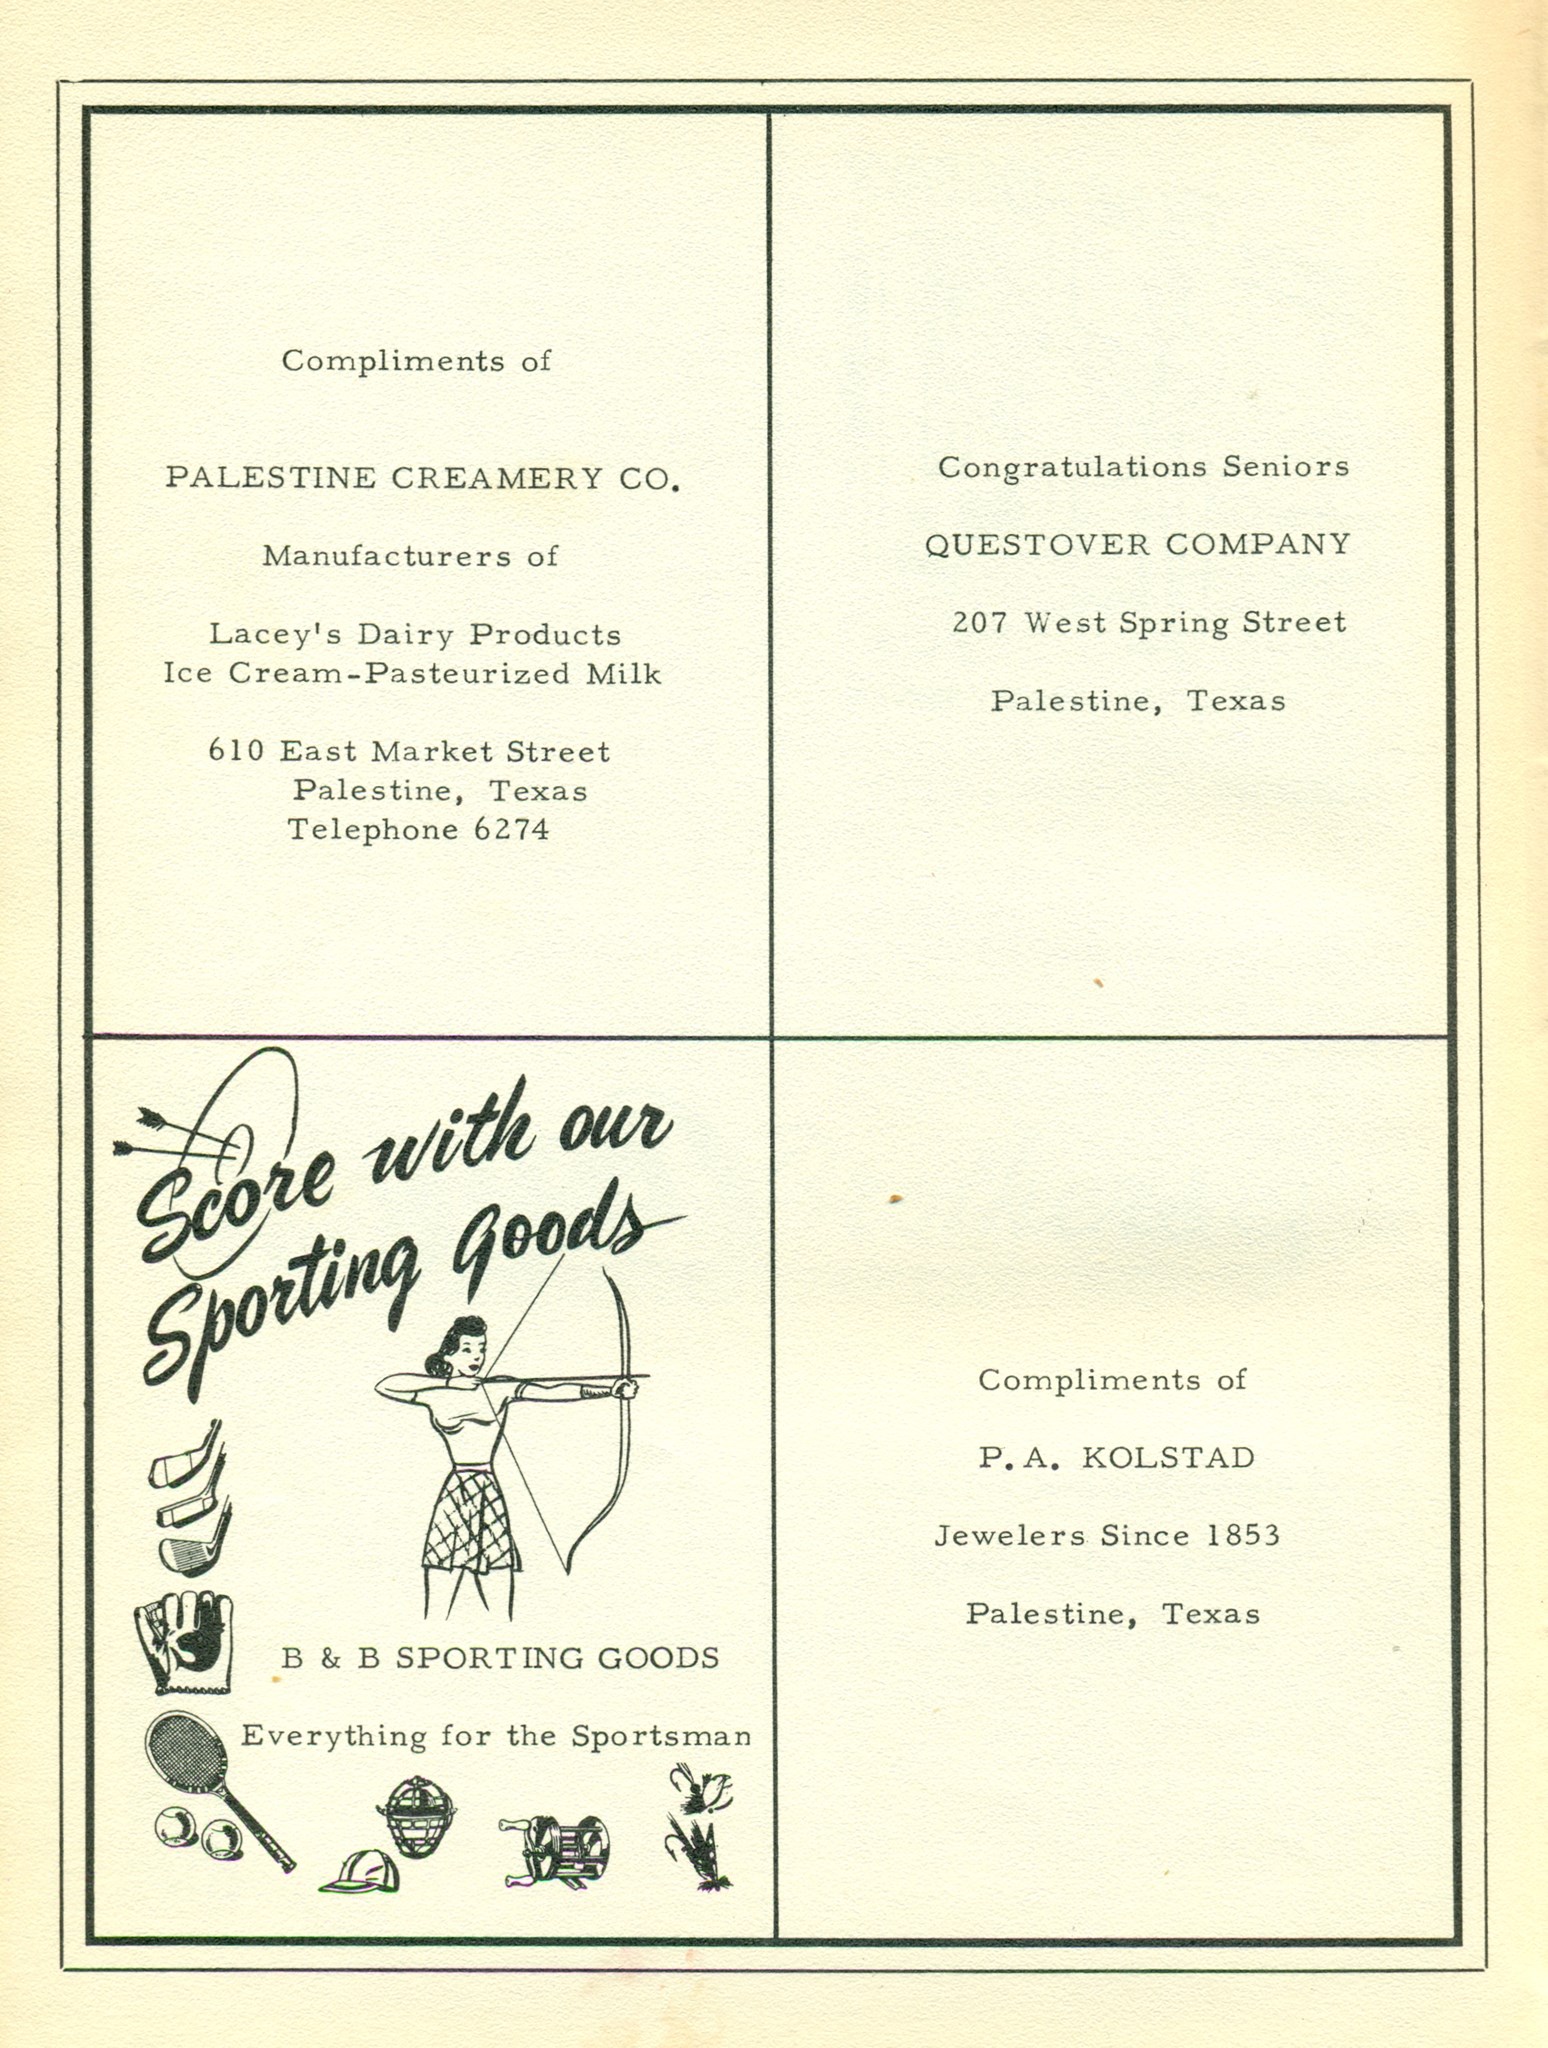 Compliments of
PALESTINE CREAMERY CO.
Manufacturers of
Lacey's Dairy Products
Ice Cream-Pasteurized Milk
610 East Market Street
Palestine, Texas
Telephone 6274
Congratulations Seniors
QUESTOVER COMPANY
207 West Spring Street
Palestine, Texas
Score with our
Sporting Goods
B & B SPORTING GOODS
Everything for the Sportsman
Compliments of
P. A. KOLSTAD
Jewelers Since 1853
Palestine, Texas